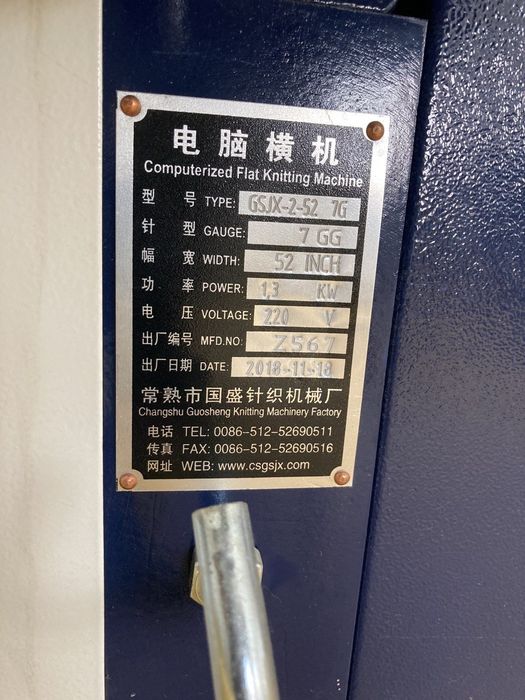 电脑横机
Computerized Flat Knitting Machine
型 号 TYPE: GSJX-2-52 7G
针 型 GAUGE: 7 GG
幅 宽 WIDTH: 52 INCH
功 率 POWER: 1.3 KW
电 压 VOLTAGE: 220 V
出厂编号 MFD.NO: Z567
出厂日期 DATE: 2018-11-18
常熟市国盛针织机械厂
Changshu Guosheng Knitting Machinery Factory
电话 TEL: 0086-512-52690511
传真 FAX: 0086-512-52690516
网址 WEB: www.csgsjx.com